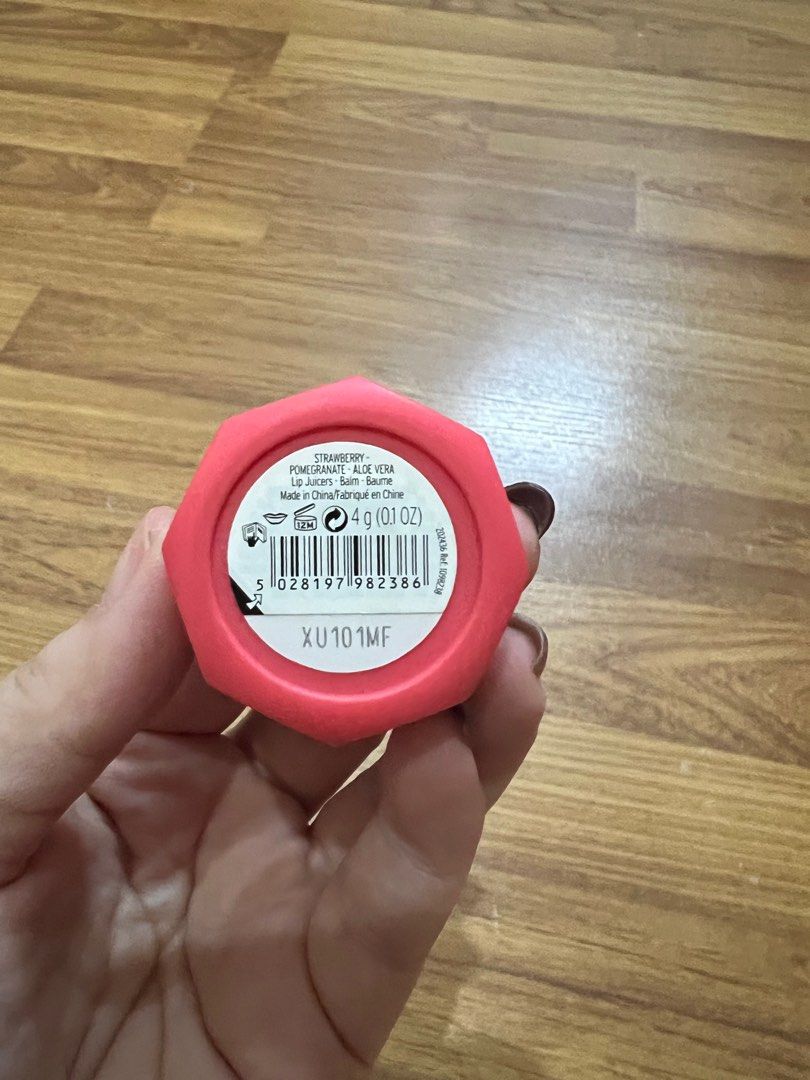 STRAWBERRY -
POMEGRANATE - ALOE VERA
Lip Juicers - Balm - Baume
Made in China/Fabriqué en Chine
12M 4 g (0.1 OZ)
5 028197 982386
XU101MF